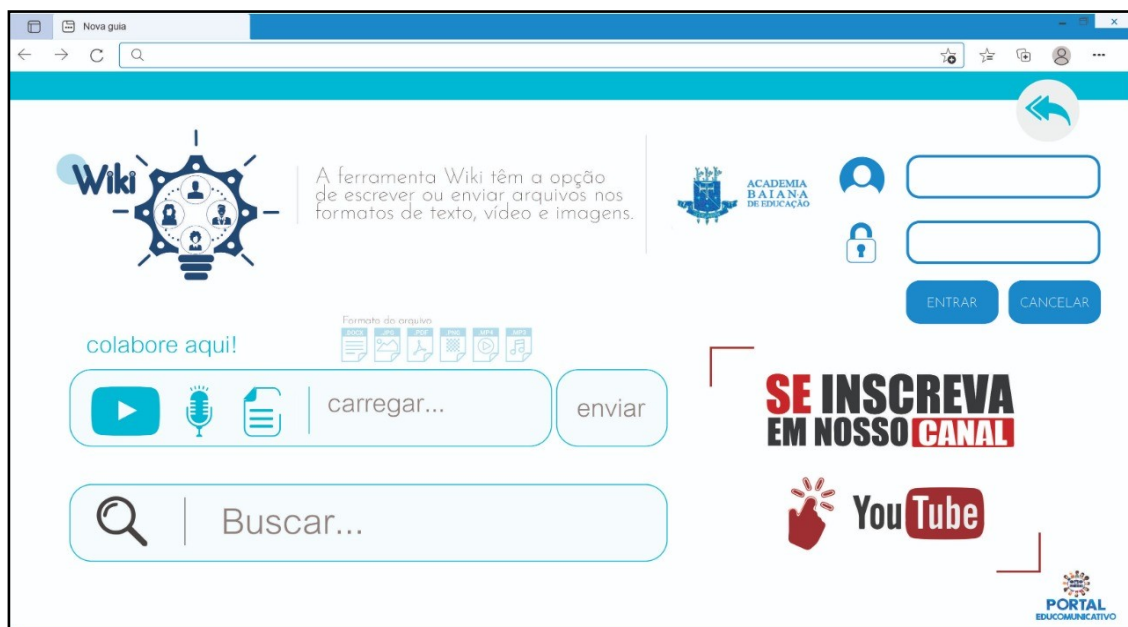 Nova guia
Wiki
A ferramenta Wiki têm a opção
de escrever ou enviar arquivos nos
formatos de texto, vídeo e imagens.
ACADEMIA
BAIANA
DE EDUCAÇÃO
ENTRAR
CANCELAR
colabore aqui!
Formato do arquivo
DOCX .JPG .PDF .PNG .MP4 .MP3
carregar...
enviar
SE INSCREVA
EM NOSSO CANAL
Buscar...
YouTube
PORTAL
EDUCOMUNICATIVO